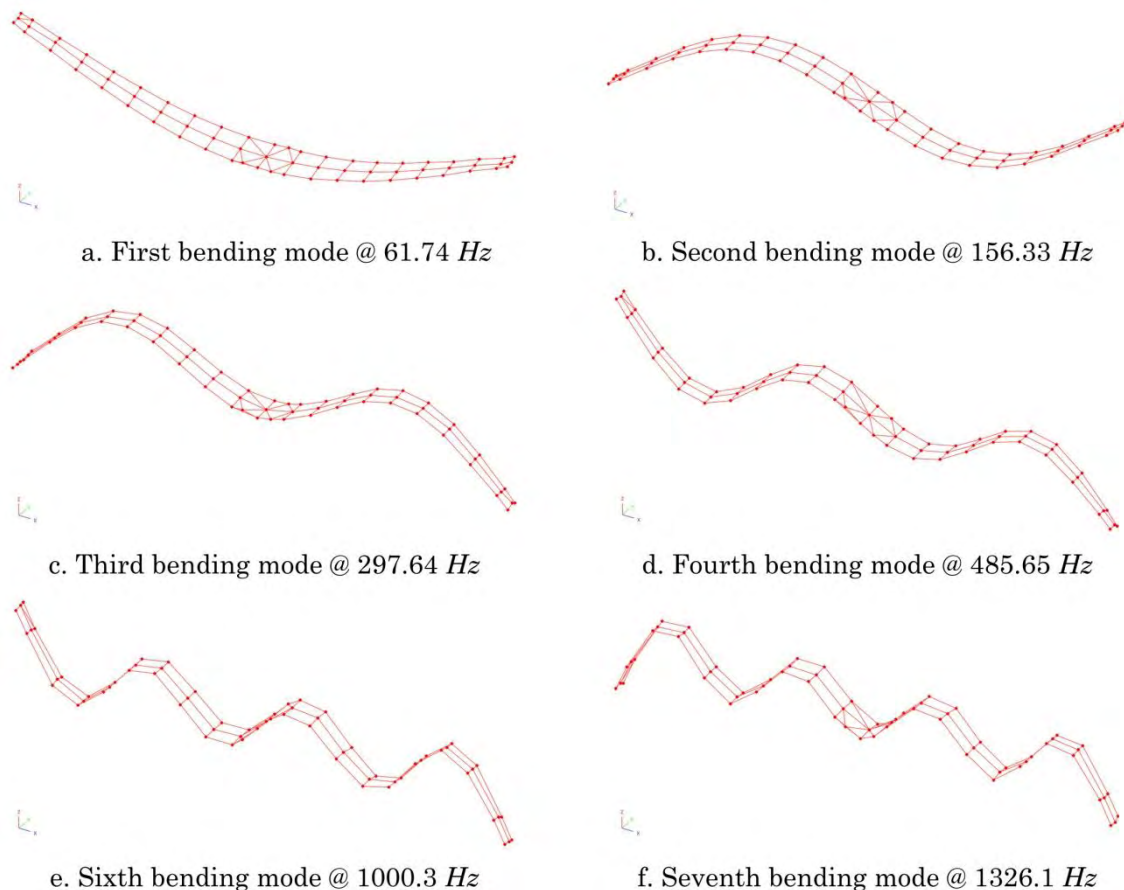 a. First bending mode @ 61.74 Hz
b. Second bending mode @ 156.33 Hz
c. Third bending mode @ 297.64 Hz
d. Fourth bending mode @ 485.65 Hz
e. Sixth bending mode @ 1000.3 Hz
f. Seventh bending mode @ 1326.1 Hz